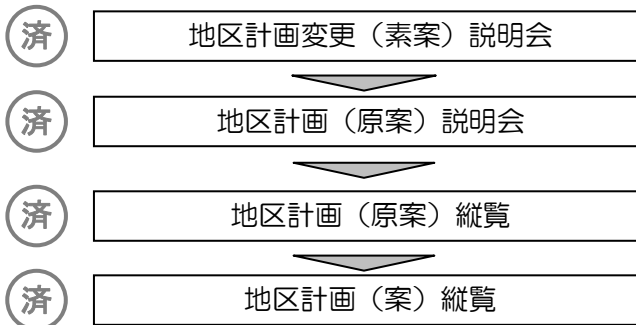 済 地区計画変更（素案）説明会
済 地区計画（原案）説明会
済 地区計画（原案）縦覧
済 地区計画（案）縦覧